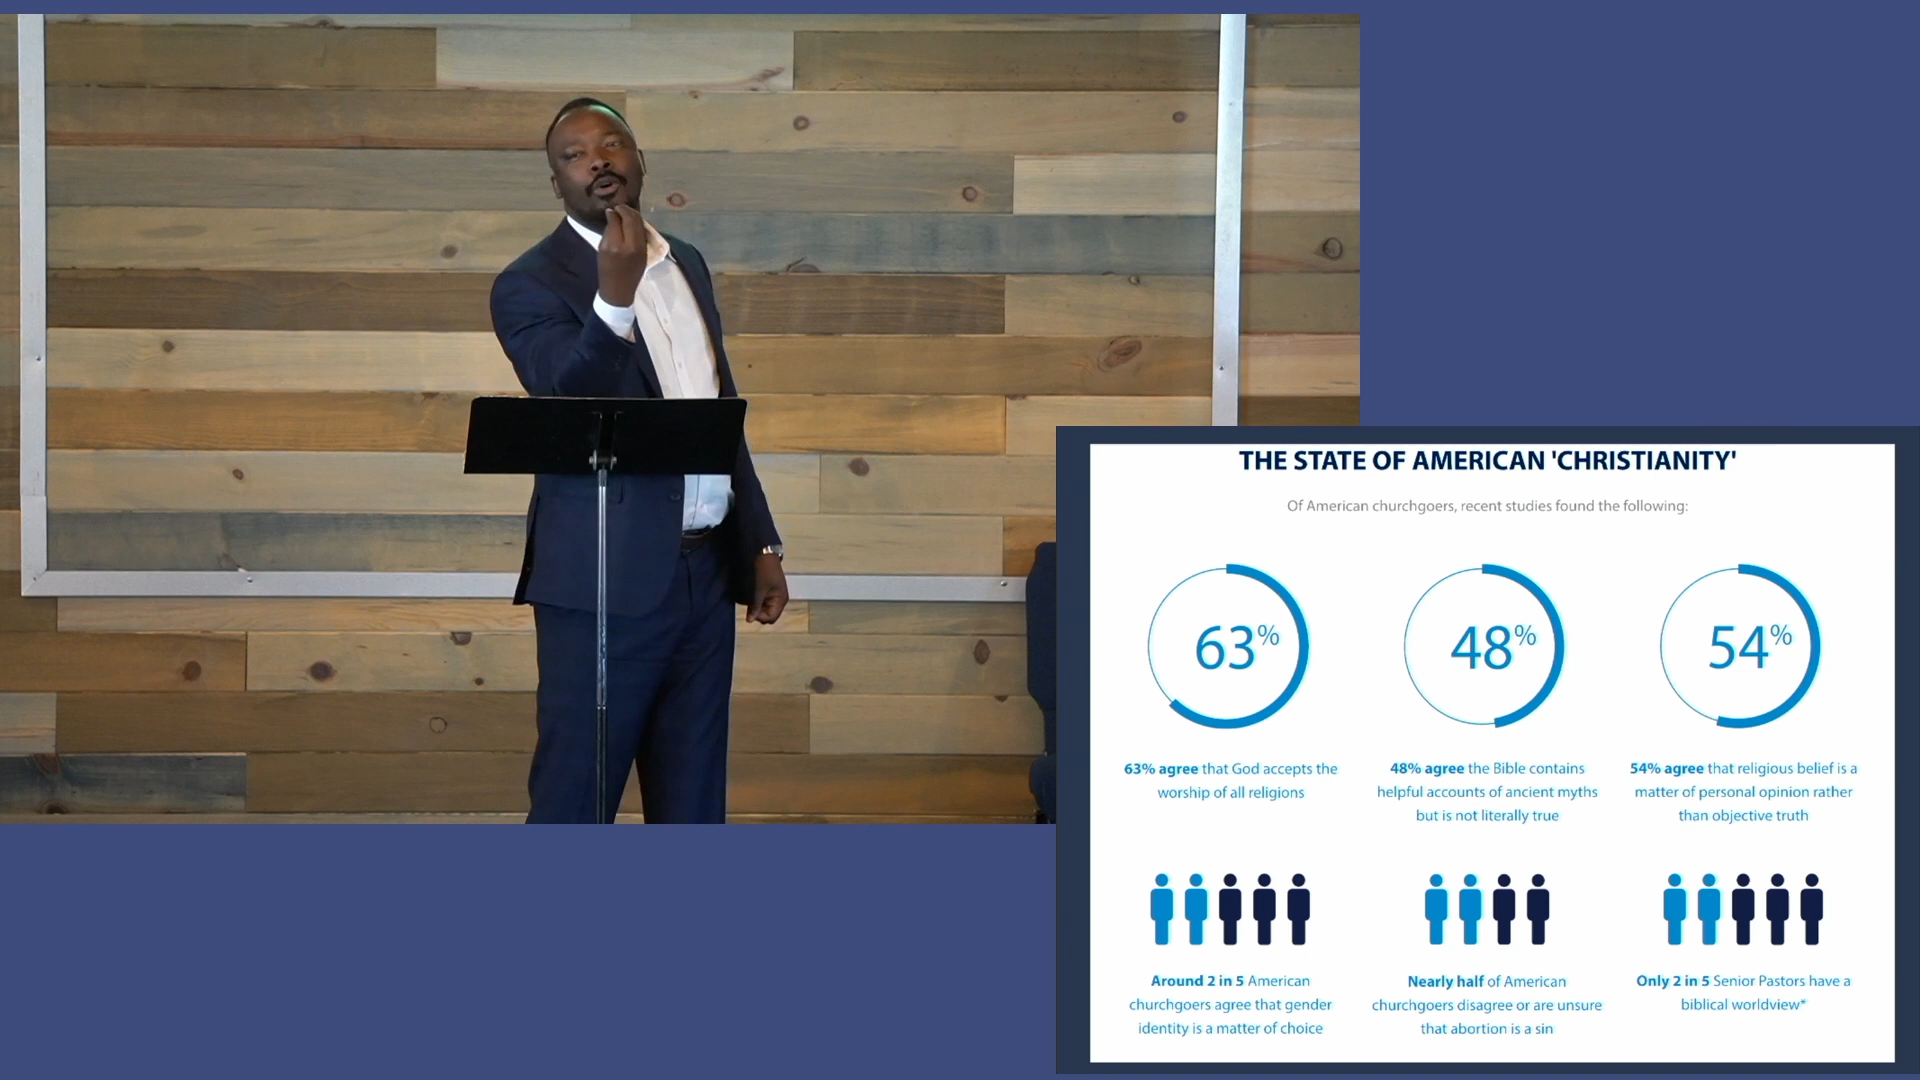 THE STATE OF AMERICAN 'CHRISTIANITY'
Of American churchgoers, recent studies found the following:
63%
48%
54%
63% agree that God accepts the
worship of all religions
48% agree the Bible contains
helpful accounts of ancient myths
but is not literally true
54% agree that religious belief is a
matter of personal opinion rather
than objective truth
Around 2 in 5 American
churchgoers agree that gender
identity is a matter of choice
Nearly half of American
churchgoers disagree or are unsure
that abortion is a sin
Only 2 in 5 Senior Pastors have a
biblical worldview*